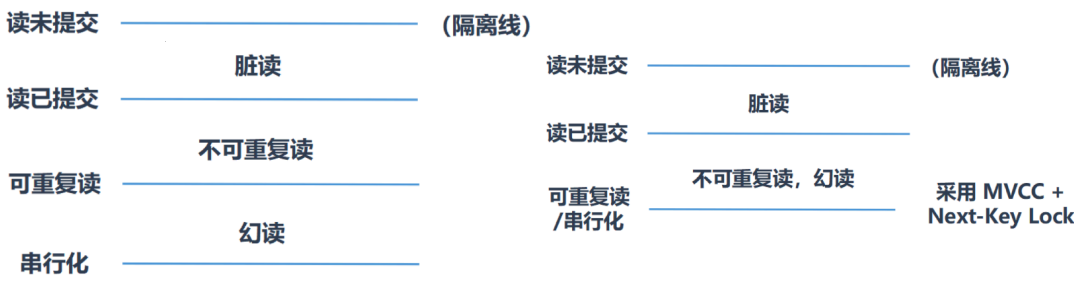 读未提交
(隔离线)
脏读
读已提交
不可重复读
可重复读
幻读
串行化
读未提交
(隔离线)
脏读
读已提交
不可重复读，幻读
可重复读
/串行化
采用 MVCC +
Next-Key Lock